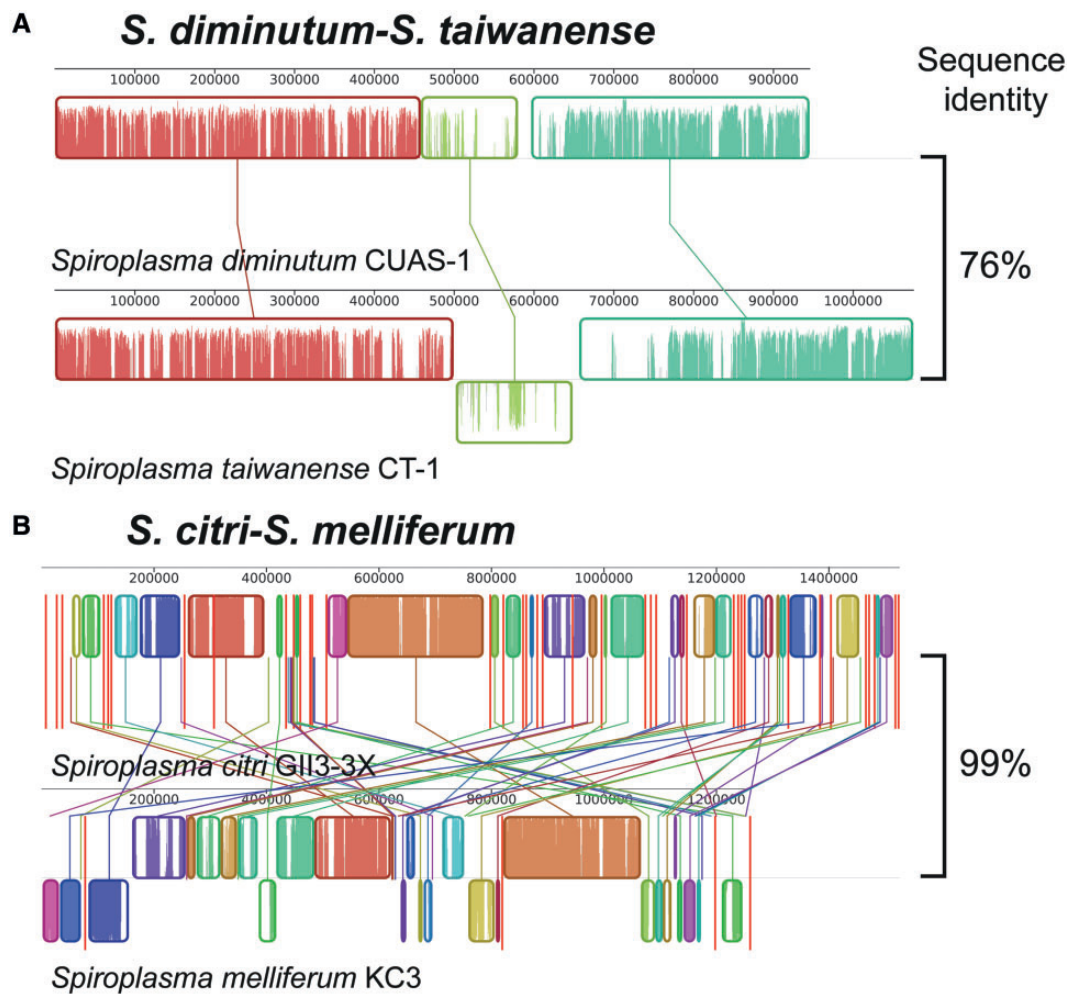 A
S. diminutum-S. taiwanense
Sequence
identity
100000 200000 300000 400000 500000 600000 700000 800000 900000
Spiroplasma diminutum CUAS-1
76%
100000 200000 300000 400000 500000 600000 700000 800000 900000 1000000
Spiroplasma taiwanense CT-1
B
S. citri-S. melliferum
200000 400000 600000 800000 1000000 1200000 1400000
Spiroplasma citri GII3-3X
99%
200000 400000 600000 800000 1000000 1200000
Spiroplasma melliferum KC3